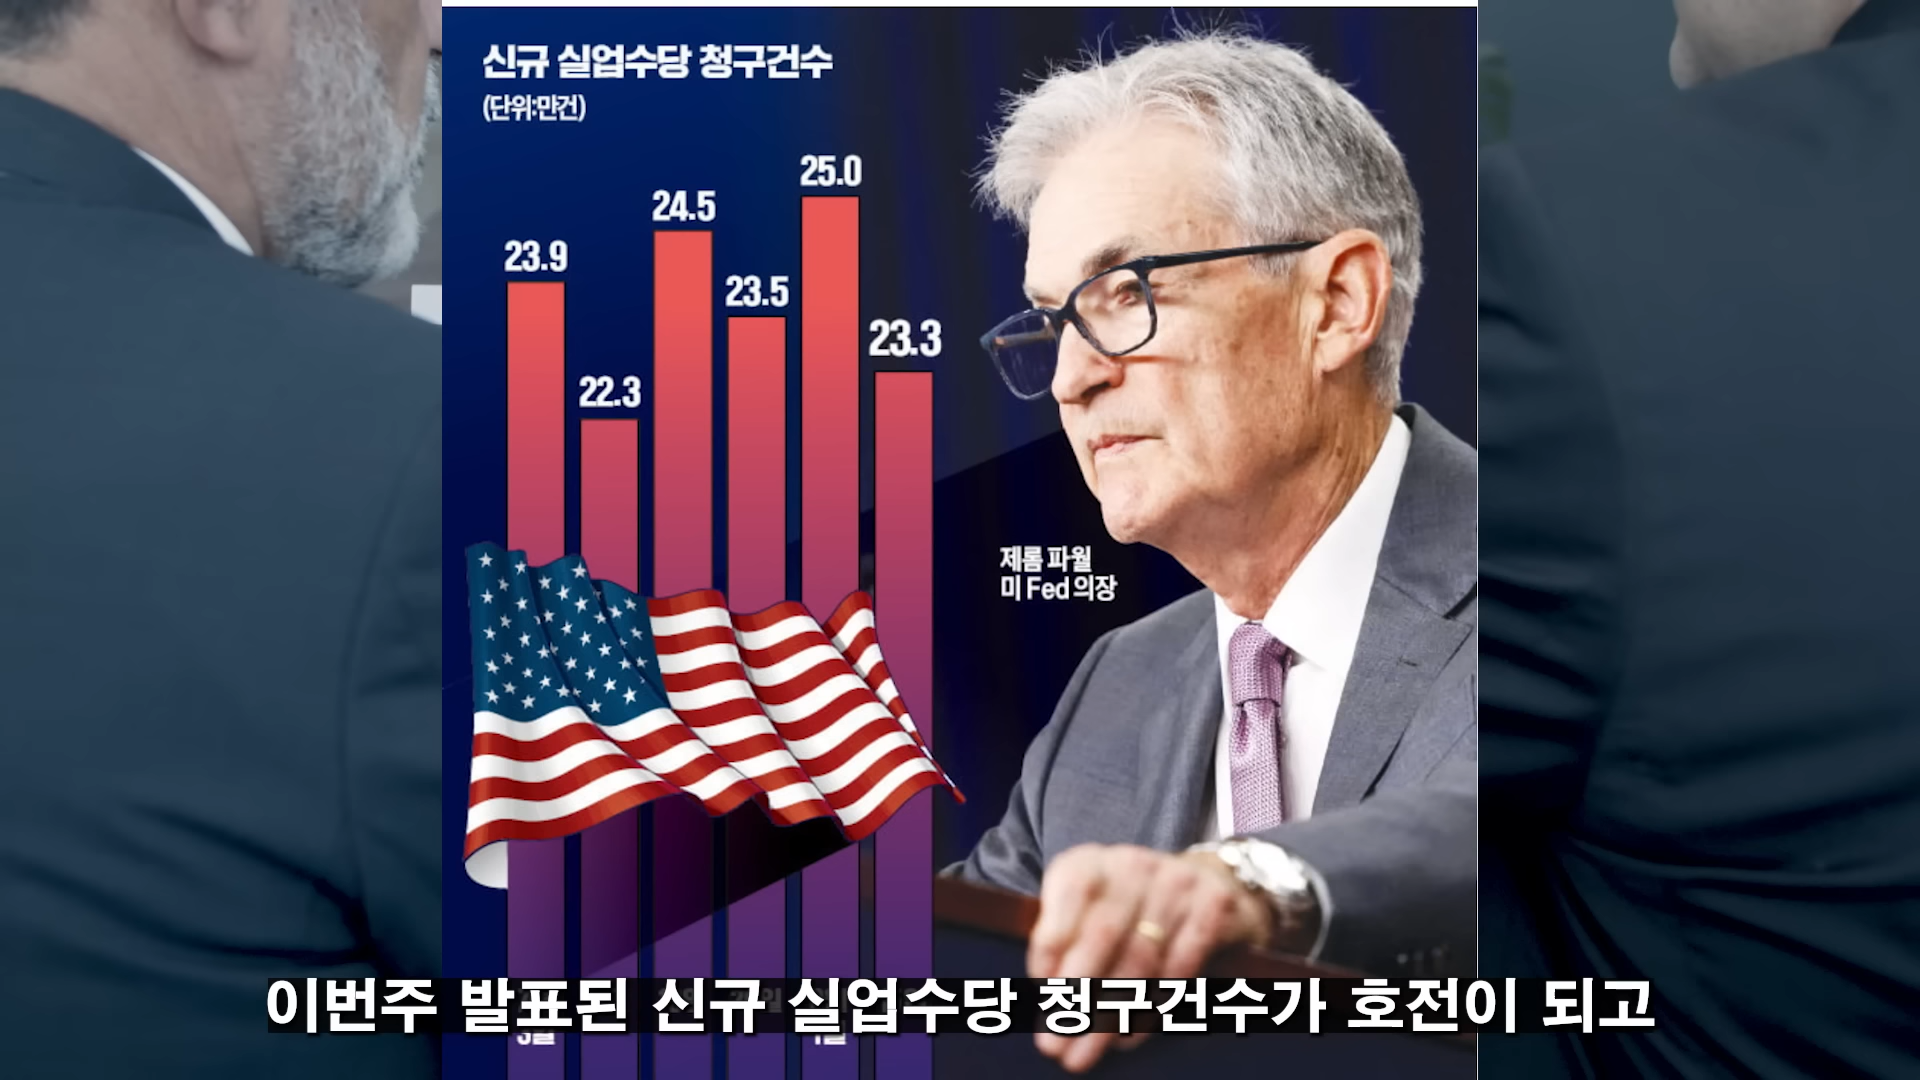 신규 실업수당 청구건수
(단위:만건)
25.0
24.5
23.9
23.5
23.3
22.3
제롬 파월
미 Fed 의장
이번주 발표된 신규 실업수당 청구건수가 호전이 되고